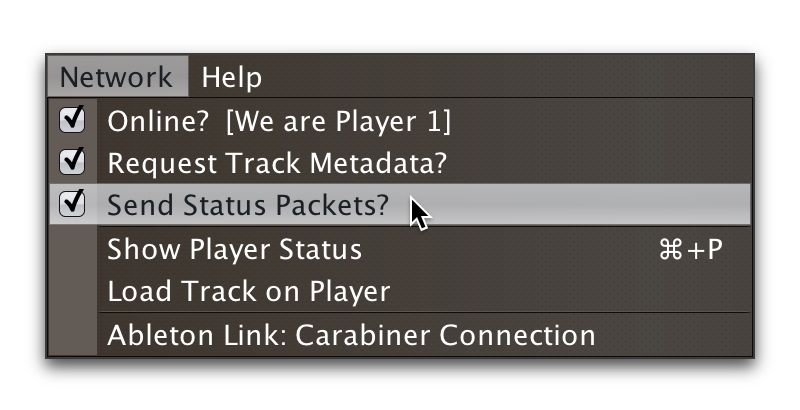 Network Help
Online? [We are Player 1]
Request Track Metadata?
Send Status Packets?
Show Player Status ⌘+P
Load Track on Player
Ableton Link: Carabiner Connection